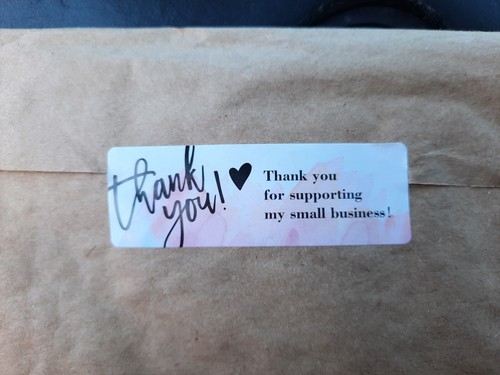 thank
you!
Thank you
for supporting
my small business!